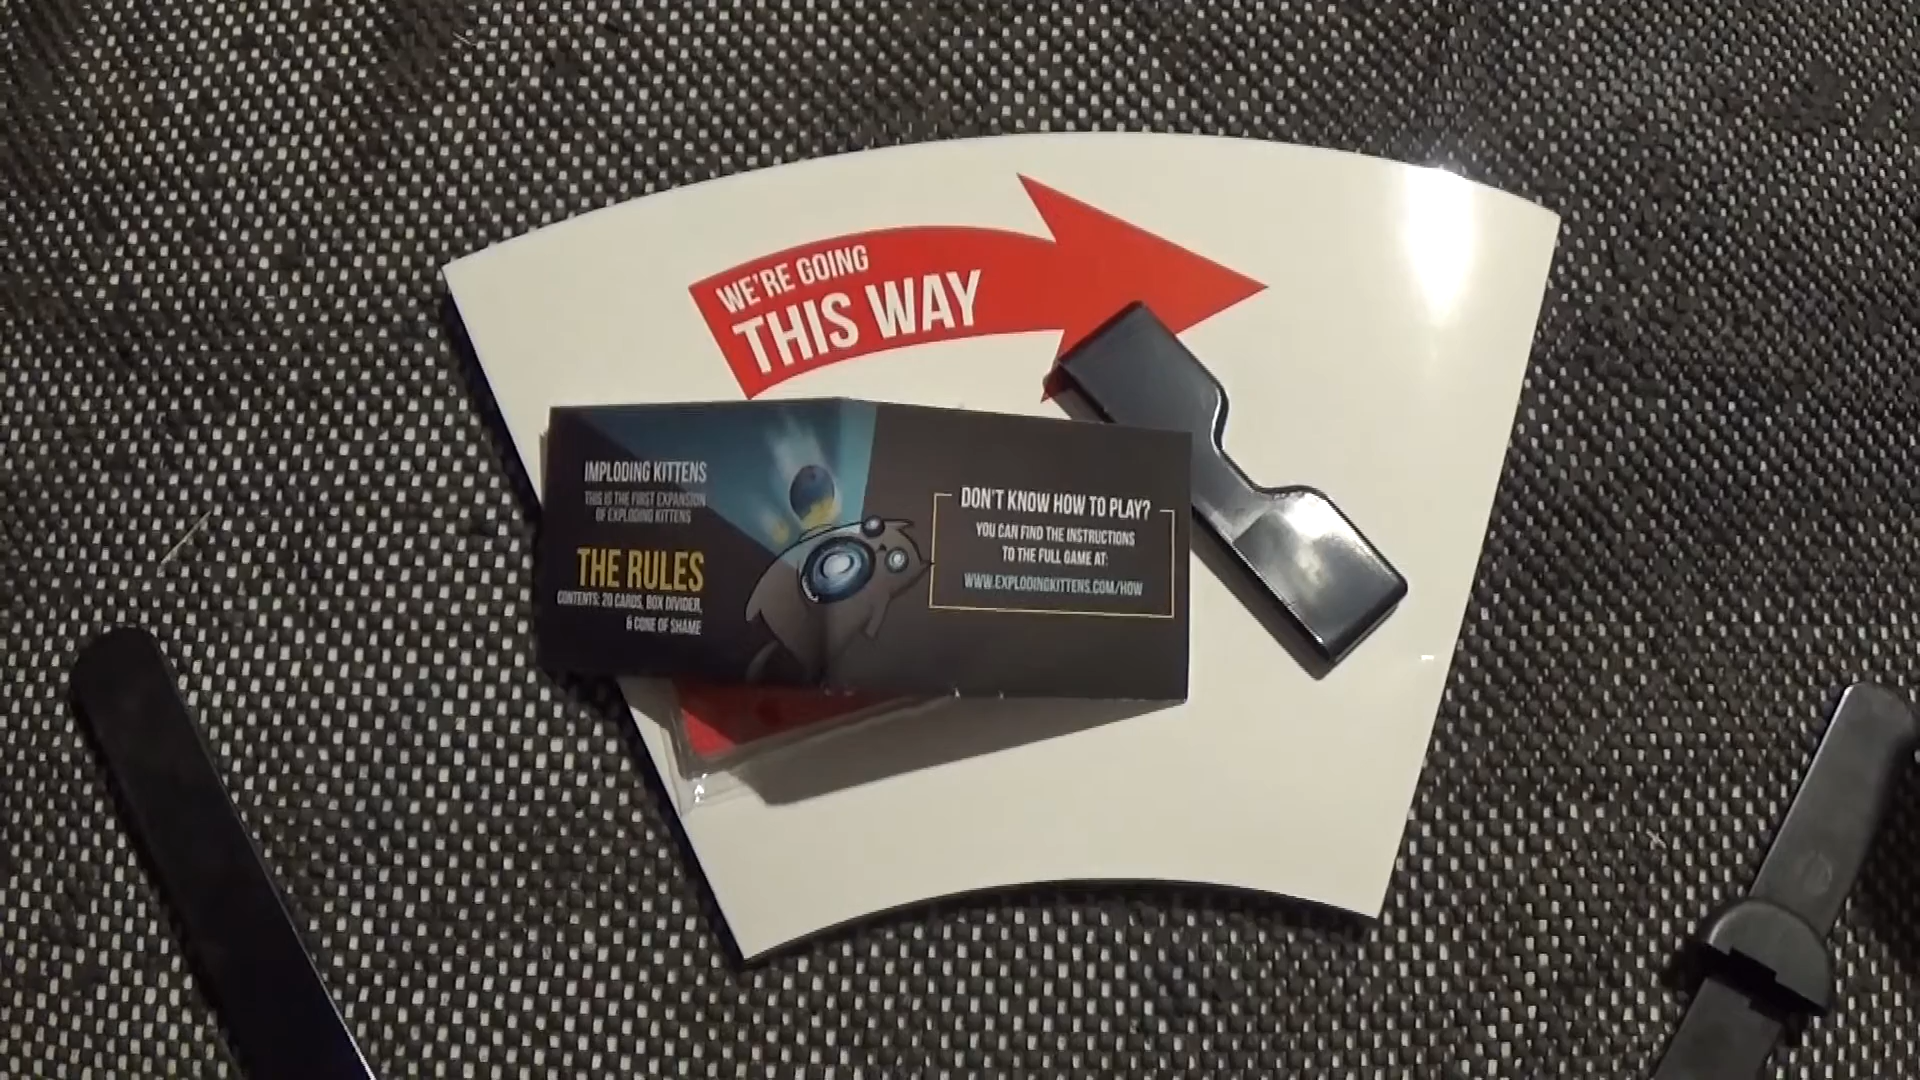 WE'RE GOING
THIS WAY
IMPLODING KITTENS
THIS IS THE FIRST EXPANSION
OF EXPLODING KITTENS
THE RULES
CONTENTS: 20 CARDS, BOX DIVIDER,
& CONE OF SHAME
DON'T KNOW HOW TO PLAY?
YOU CAN FIND THE INSTRUCTIONS
TO THE FULL GAME AT:
WWW.EXPLODINGKITTENS.COM/HOW